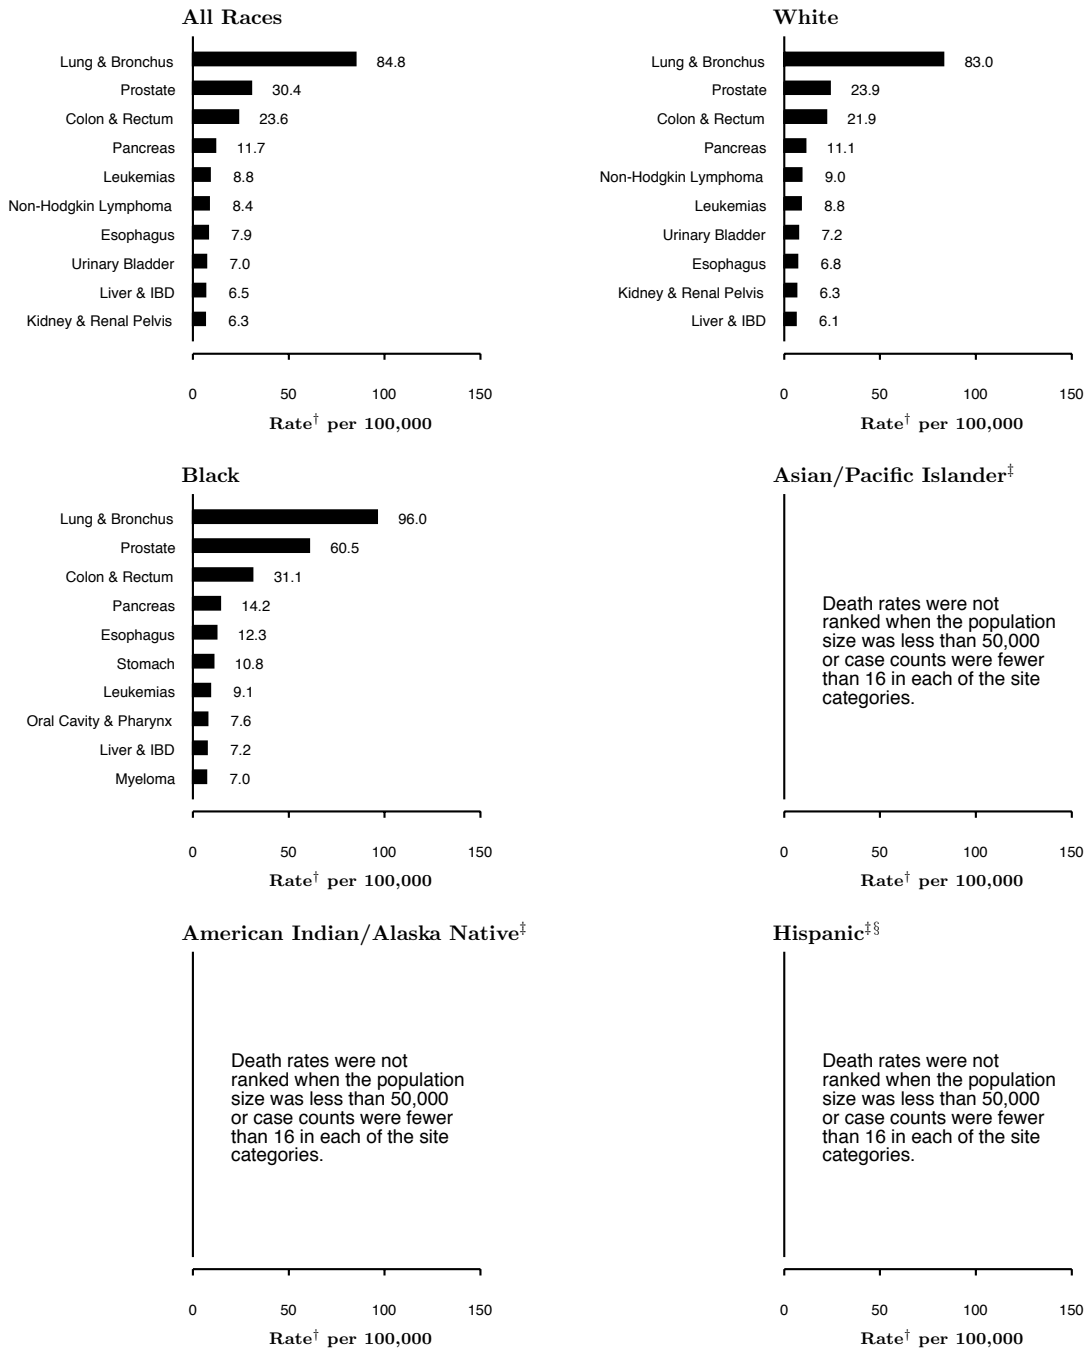 All Races
Lung & Bronchus 84.8
Prostate 30.4
Colon & Rectum 23.6
Pancreas 11.7
Leukemias 8.8
Non-Hodgkin Lymphoma 8.4
Esophagus 7.9
Urinary Bladder 7.0
Liver & IBD 6.5
Kidney & Renal Pelvis 6.3
0 50 100 150
Rate† per 100,000
White
Lung & Bronchus 83.0
Prostate 23.9
Colon & Rectum 21.9
Pancreas 11.1
Non-Hodgkin Lymphoma 9.0
Leukemias 8.8
Urinary Bladder 7.2
Esophagus 6.8
Kidney & Renal Pelvis 6.3
Liver & IBD 6.1
0 50 100 150
Rate† per 100,000
Black
Lung & Bronchus 96.0
Prostate 60.5
Colon & Rectum 31.1
Pancreas 14.2
Esophagus 12.3
Stomach 10.8
Leukemias 9.1
Oral Cavity & Pharynx 7.6
Liver & IBD 7.2
Myeloma 7.0
0 50 100 150
Rate† per 100,000
Asian/Pacific Islander‡
Death rates were not
ranked when the population
size was less than 50,000
or case counts were fewer
than 16 in each of the site
categories.
0 50 100 150
Rate† per 100,000
American Indian/Alaska Native‡
Death rates were not
ranked when the population
size was less than 50,000
or case counts were fewer
than 16 in each of the site
categories.
0 50 100 150
Rate† per 100,000
Hispanic‡§
Death rates were not
ranked when the population
size was less than 50,000
or case counts were fewer
than 16 in each of the site
categories.
0 50 100 150
Rate† per 100,000